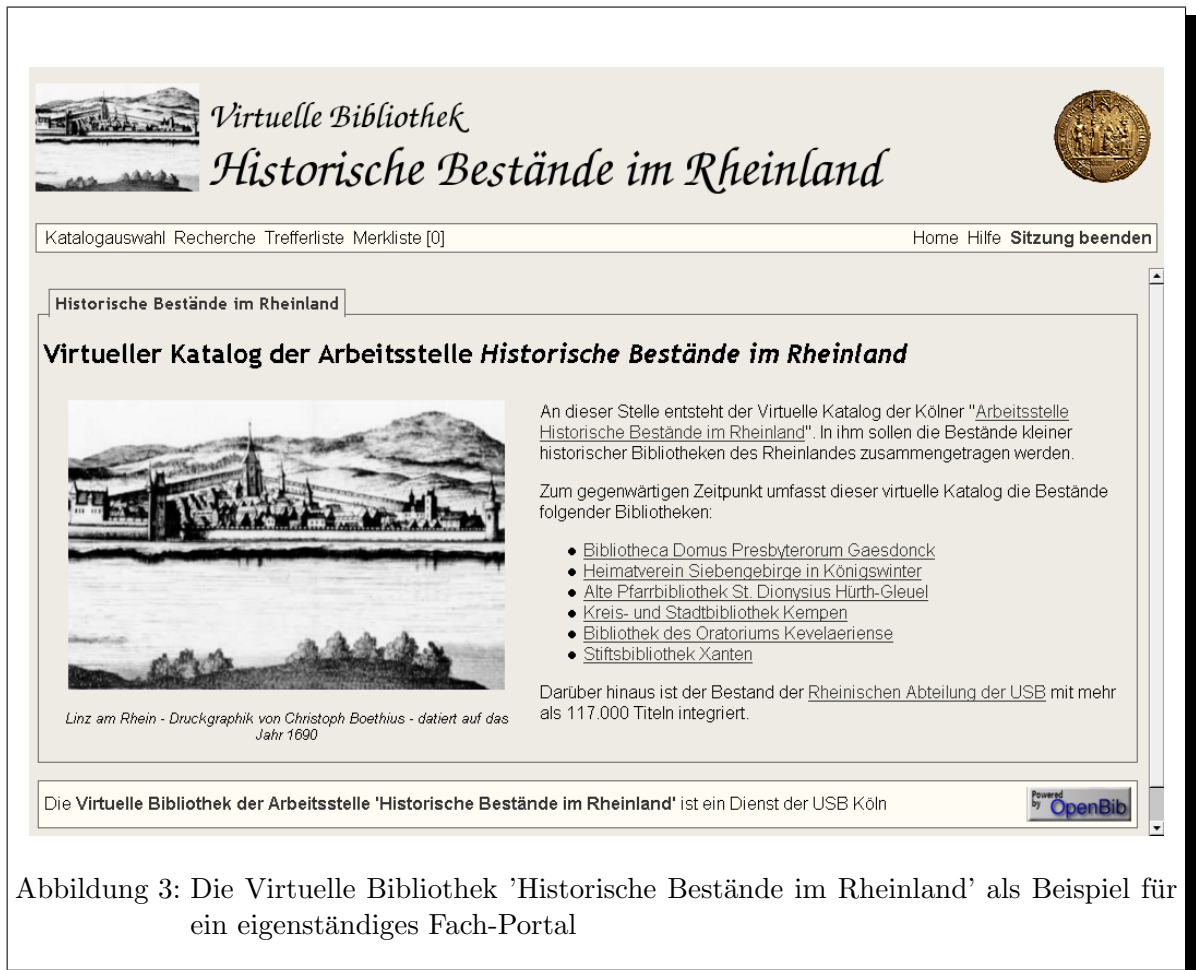 Virtuelle Bibliothek
Historische Bestände im Rheinland
Katalogauswahl Recherche Trefferliste Merkliste [0] Home Hilfe Sitzung beenden
Historische Bestände im Rheinland
Virtueller Katalog der Arbeitsstelle Historische Bestände im Rheinland
An dieser Stelle entsteht der Virtuelle Katalog der Kölner "Arbeitsstelle
Historische Bestände im Rheinland". In ihm sollen die Bestände kleiner
historischer Bibliotheken des Rheinlandes zusammengetragen werden.
Zum gegenwärtigen Zeitpunkt umfasst dieser virtuelle Katalog die Bestände
folgender Bibliotheken:
• Bibliotheca Domus Presbyterorum Gaesdonck
• Heimatverein Siebengebirge in Königswinter
• Alte Pfarrbibliothek St. Dionysius Hürth-Gleuel
• Kreis- und Stadtbibliothek Kempen
• Bibliothek des Oratoriums Kevelaeriense
• Stiftsbibliothek Xanten
Darüber hinaus ist der Bestand der Rheinischen Abteilung der USB mit mehr
als 117.000 Titeln integriert.
Linz am Rhein - Druckgraphik von Christoph Boethius - datiert auf das
Jahr 1690
Die Virtuelle Bibliothek der Arbeitsstelle 'Historische Bestände im Rheinland' ist ein Dienst der USB Köln
Powered
by OpenBib
Abbildung 3: Die Virtuelle Bibliothek ’Historische Bestände im Rheinland’ als Beispiel für
ein eigenständiges Fach-Portal